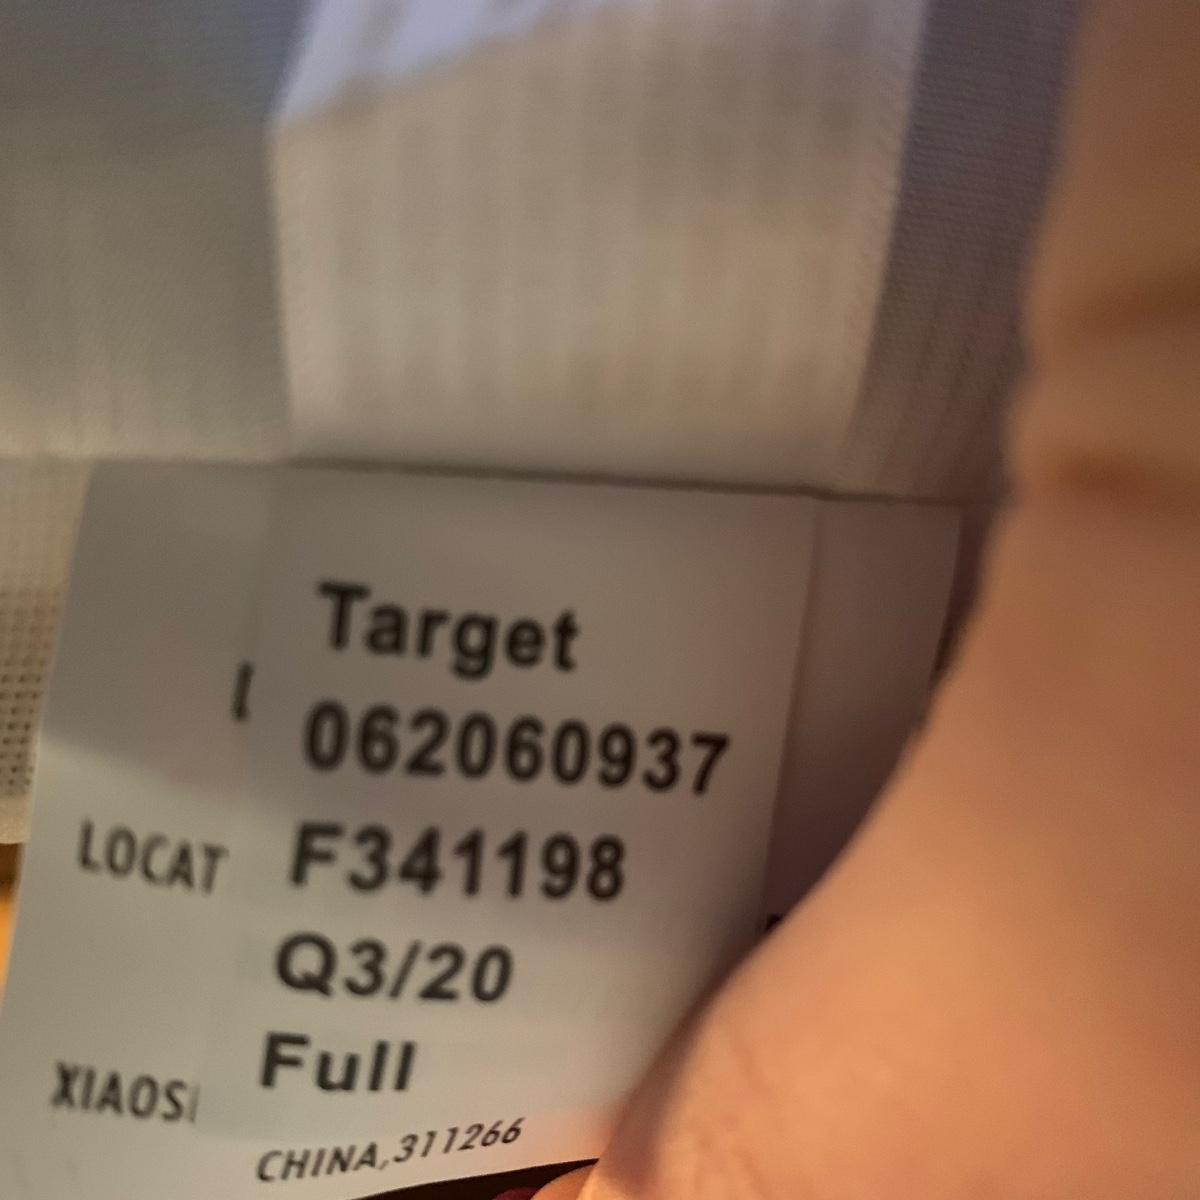 Target
062060937
LOCAT
F341198
Q3/20
Full
XIAOS
CHINA,311266